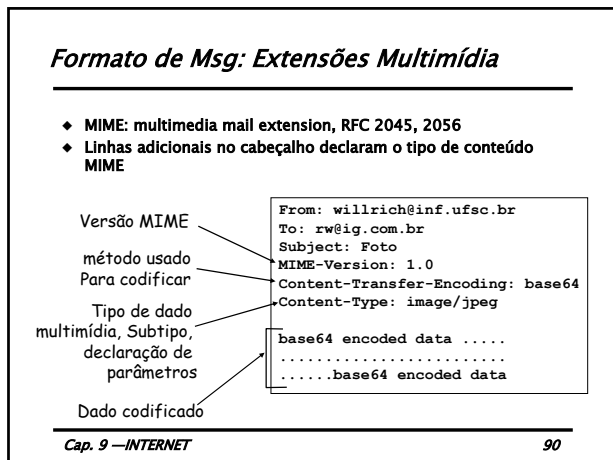 Formato de Msg: Extensões Multimídia
◆ MIME: multimedia mail extension, RFC 2045, 2056
◆ Linhas adicionais no cabeçalho declaram o tipo de conteúdo
MIME
Versão MIME
método usado
Para codificar
Tipo de dado
multimídia, Subtipo,
declaração de
parâmetros
Dado codificado
From: willrich@inf.ufsc.br
To: rw@ig.com.br
Subject: Foto
MIME-Version: 1.0
Content-Transfer-Encoding: base64
Content-Type: image/jpeg
base64 encoded data .....
.........................
......base64 encoded data
Cap. 9 —INTERNET
90